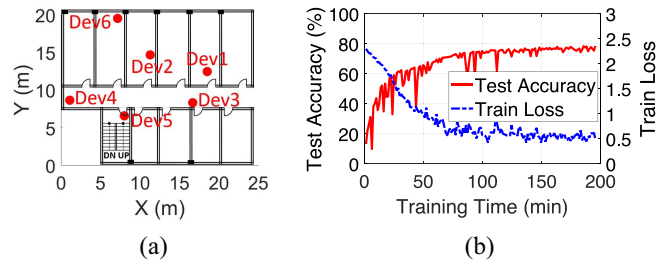 20
15
10
5
0
Y (m)
Dev6
Dev2
Dev1
Dev4
Dev3
Dev5
DN UP
0 5 10 15 20 25
X (m)
(a)
100
80
60
40
20
0
Test Accuracy (%)
Test Accuracy
Train Loss
3
2.5
2
1.5
1
0.5
0
Train Loss
0 50 100 150 200
Training Time (min)
(b)